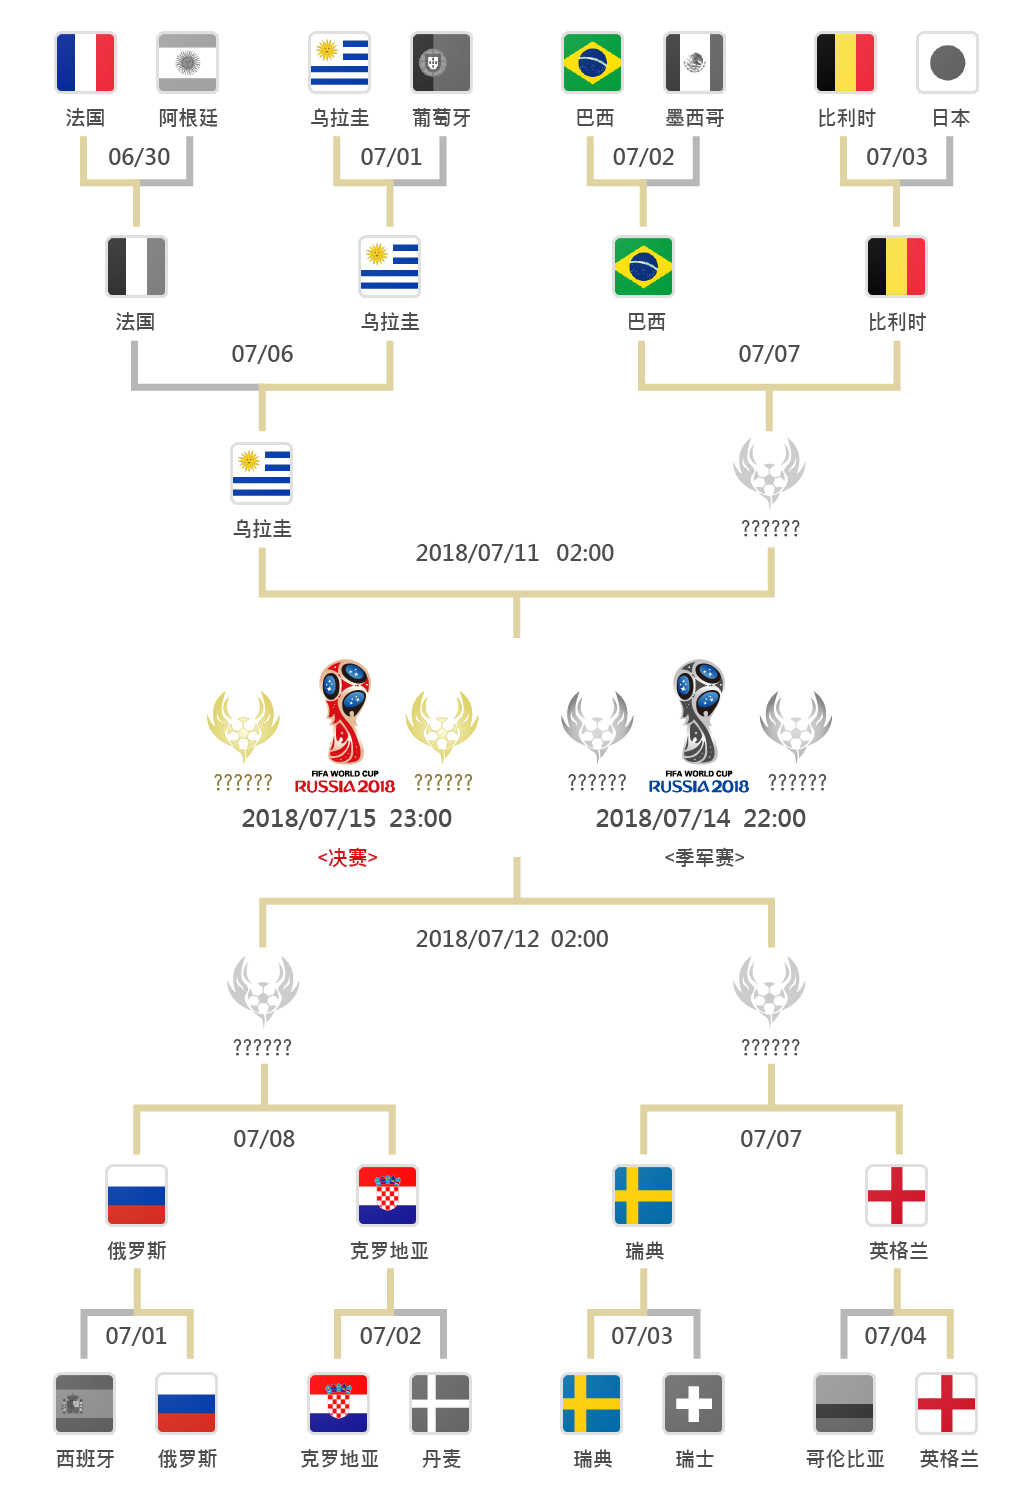 法国 阿根廷 乌拉圭 葡萄牙 巴西 墨西哥 比利时 日本
06/30 07/01 07/02 07/03
法国 乌拉圭 巴西 比利时
07/06 07/07
乌拉圭 ??????
2018/07/11 02:00
FIFA WORLD CUP FIFA WORLD CUP
?????? RUSSIA 2018 ?????? ?????? RUSSIA 2018 ??????
2018/07/15 23:00 2018/07/14 22:00
<决赛> <季军赛>
2018/07/12 02:00
?????? ??????
07/08 07/07
俄罗斯 克罗地亚 瑞典 英格兰
07/01 07/02 07/03 07/04
西班牙 俄罗斯 克罗地亚 丹麦 瑞典 瑞士 哥伦比亚 英格兰